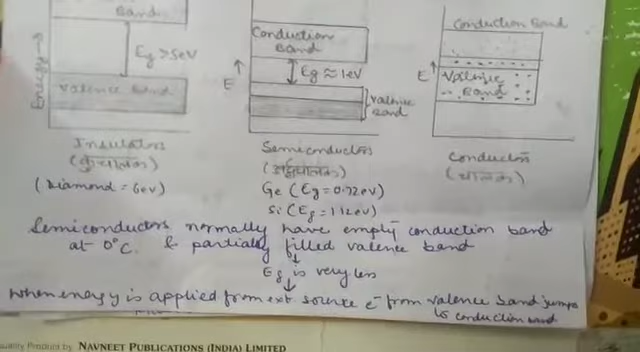 Band
Eg > 5eV
Energy →
Valence Band
Insulators
(कुचालक)
(Diamond = 6eV)
Conduction
Band
Eg ≈ 1eV
E
Valence
Band
Semiconductors
(अर्द्धचालक)
Ge (Eg = 0.72eV)
Si (Eg = 1.12eV)
Conduction Band
E
Valence
Band
Conductors
(चालक)
Semiconductors normally have empty conduction band
at 0°C & partially filled valence band
Eg is very less
When energy is applied from ext source e⁻ from valence band jumps
to conduction band
uality Product by NAVNEET PUBLICATIONS (INDIA) LIMITED